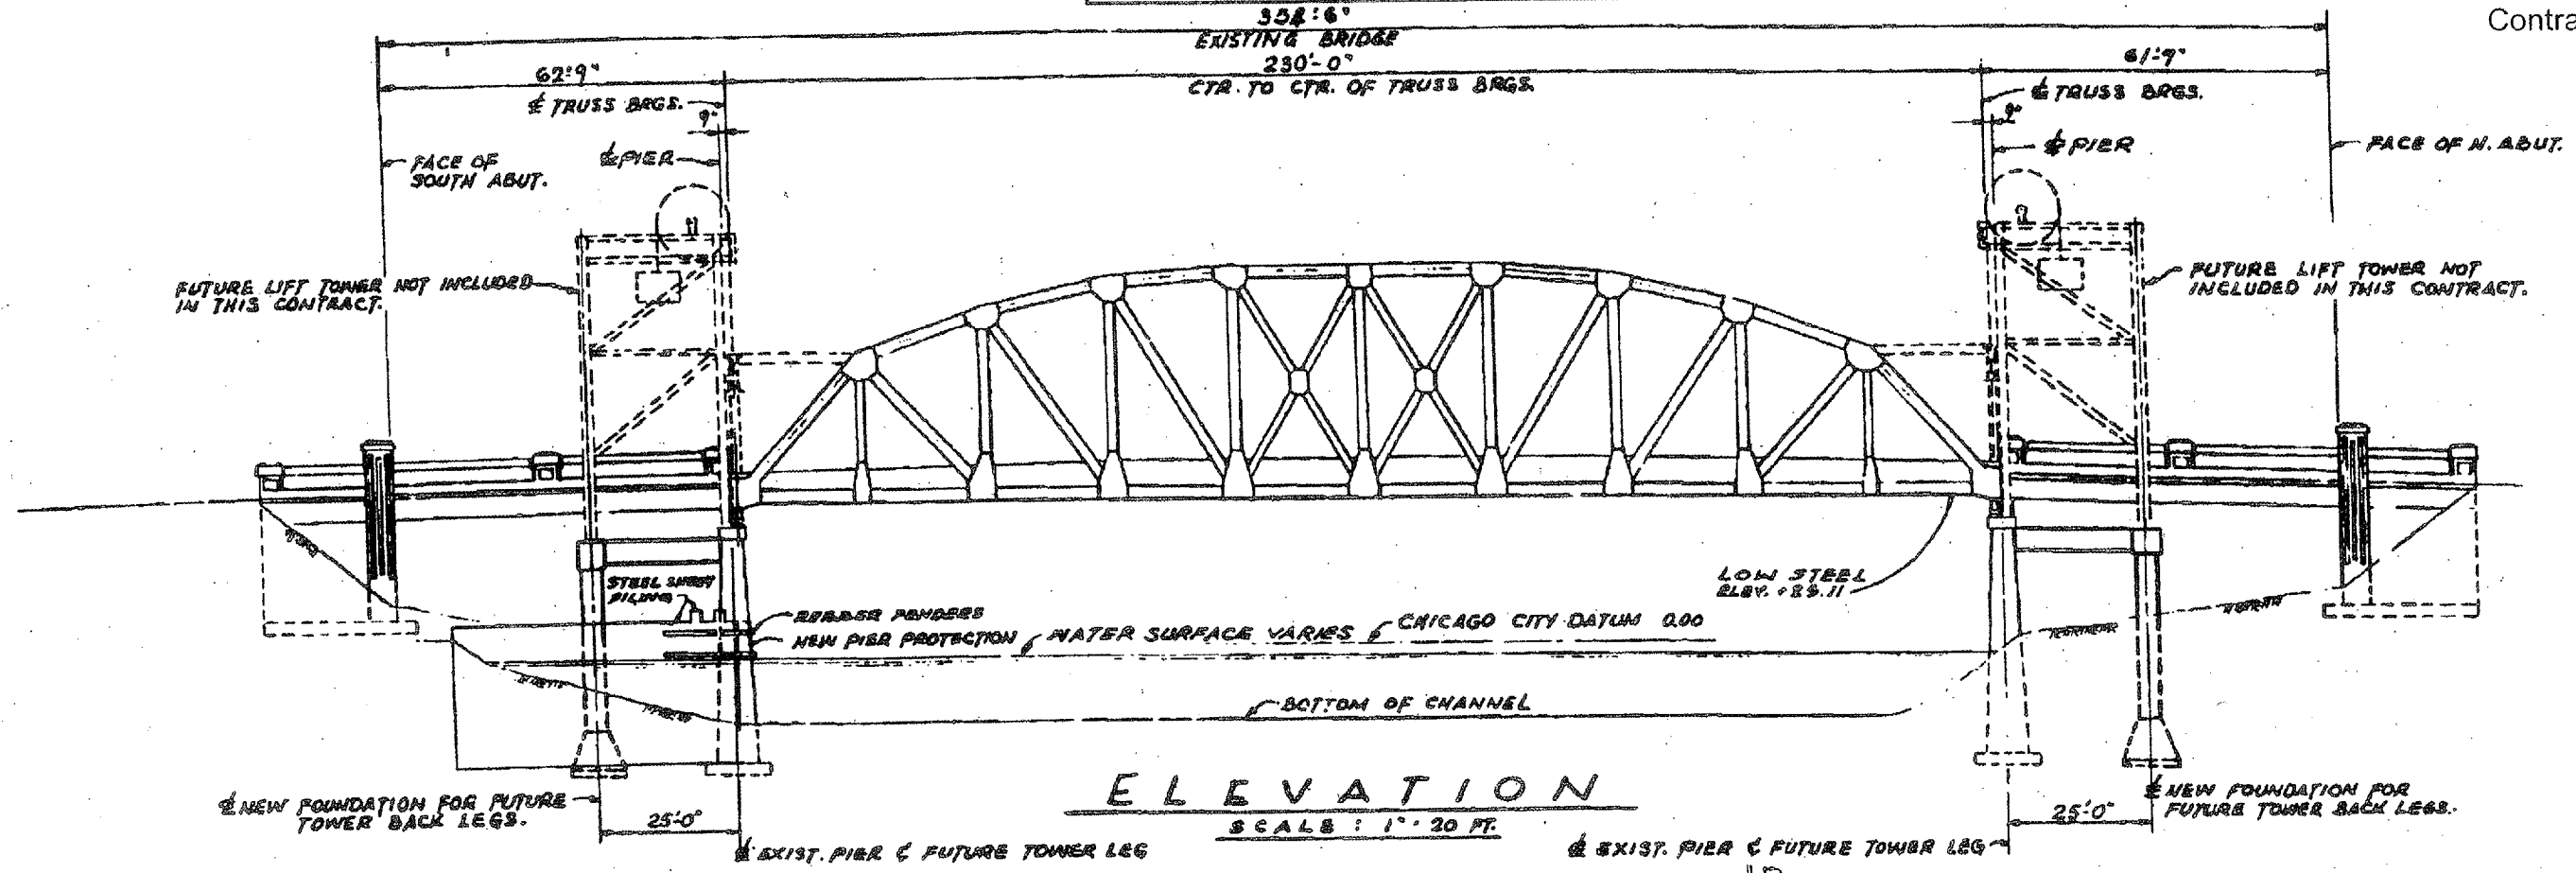 Contra
354'-6"
EXISTING BRIDGE
62'-9"
230'-0"
61'-9"
CTR. TO CTR. OF TRUSS BRGS.
℄ TRUSS BRGS.
℄ TRUSS BRGS.
9"
9"
FACE OF
SOUTH ABUT.
℄ PIER
℄ PIER
FACE OF N. ABUT.
FUTURE LIFT TOWER NOT INCLUDED
IN THIS CONTRACT.
FUTURE LIFT TOWER NOT
INCLUDED IN THIS CONTRACT.
STEEL SHEET
PILING
LOW STEEL
RUBBER FENDERS
NEW PIER PROTECTION
WATER SURFACE VARIES
CHICAGO CITY DATUM 0.00
BOTTOM OF CHANNEL
ELEVATION
SCALE : 1" = 20 FT.
℄ NEW FOUNDATION FOR FUTURE
TOWER BACK LEGS.
25'-0"
℄ EXIST. PIER & FUTURE TOWER LEG
℄ EXIST. PIER & FUTURE TOWER LEG
25'-0"
℄ NEW FOUNDATION FOR
FUTURE TOWER BACK LEGS.